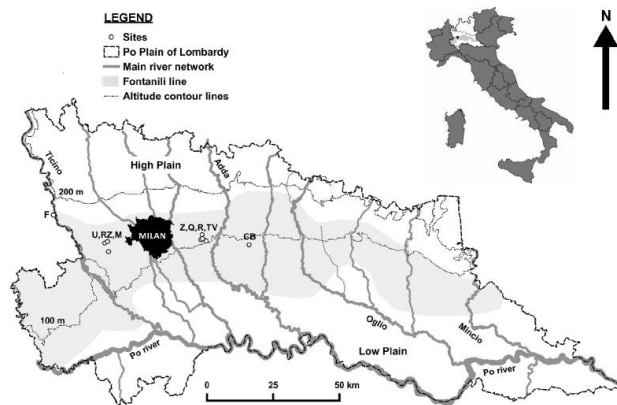 LEGEND
Sites
Po Plain of Lombardy
Main river network
Fontanili line
Altitude contour lines
N
Ticino
High Plain
Adda
200 m
F
U,RZ, M
MILAN
Z,Q, R,TV
CB
100 m
Oglio
Mincio
Po river
Low Plain
Po river
0 25 50 km